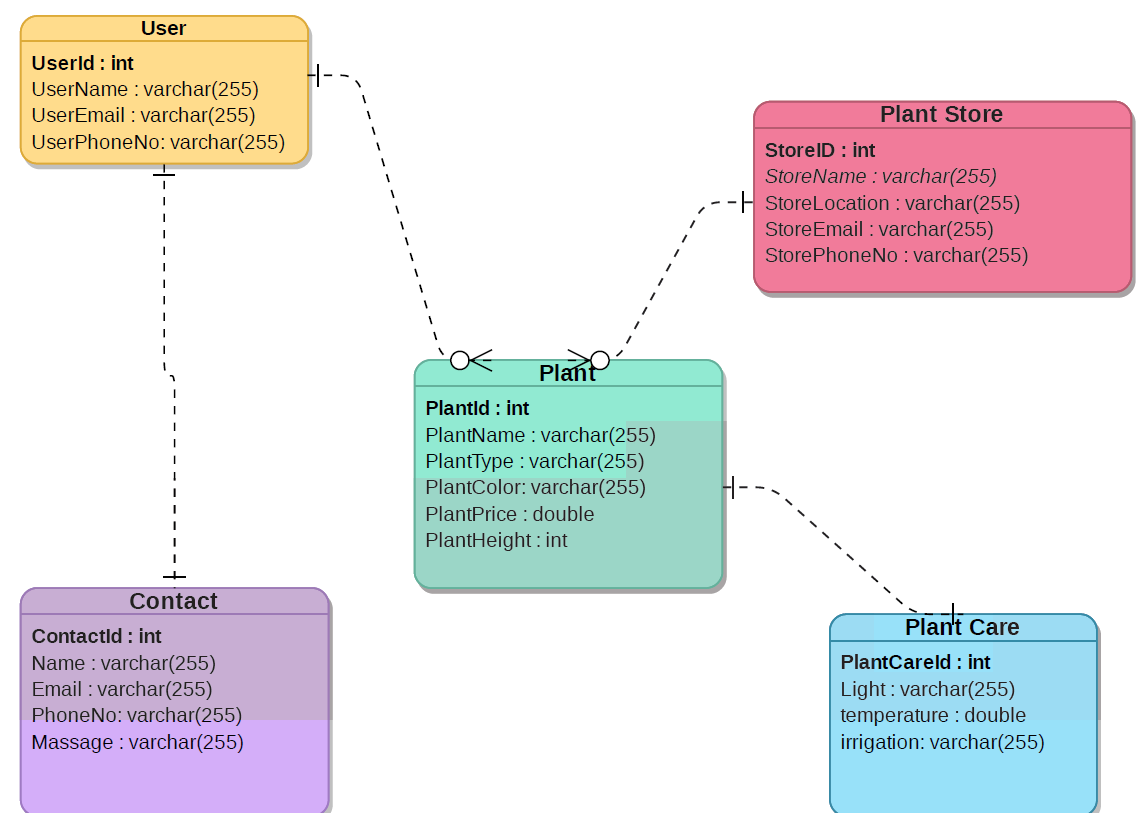 User
UserId : int
UserName : varchar(255)
UserEmail : varchar(255)
UserPhoneNo: varchar(255)
Plant Store
StoreID : int
StoreName : varchar(255)
StoreLocation : varchar(255)
StoreEmail : varchar(255)
StorePhoneNo : varchar(255)
Plant
PlantId : int
PlantName : varchar(255)
PlantType : varchar(255)
PlantColor: varchar(255)
PlantPrice : double
PlantHeight : int
Contact
ContactId : int
Name : varchar(255)
Email : varchar(255)
PhoneNo: varchar(255)
Massage : varchar(255)
Plant Care
PlantCareId : int
Light : varchar(255)
temperature : double
irrigation: varchar(255)